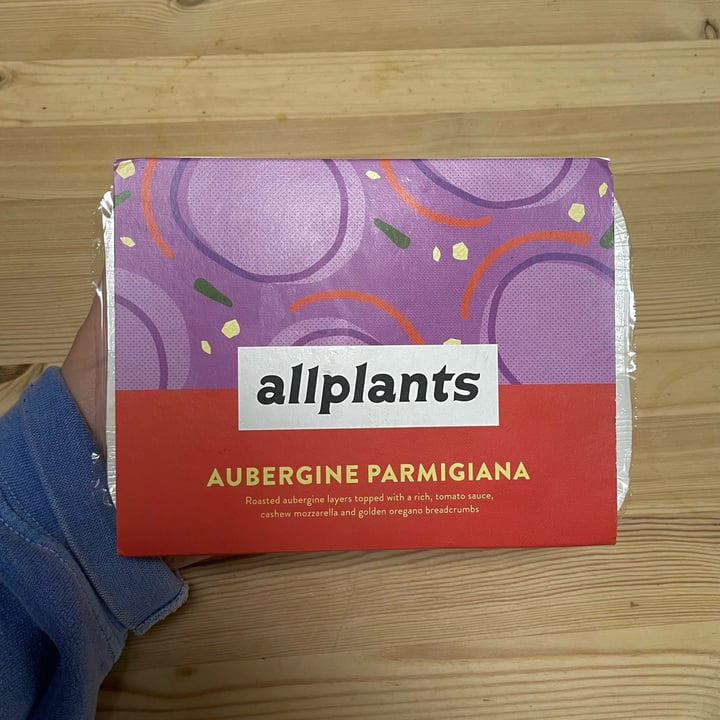 allplants
AUBERGINE PARMIGIANA
Roasted aubergine layers topped with a rich, tomato sauce,
cashew mozzarella and golden oregano breadcrumbs